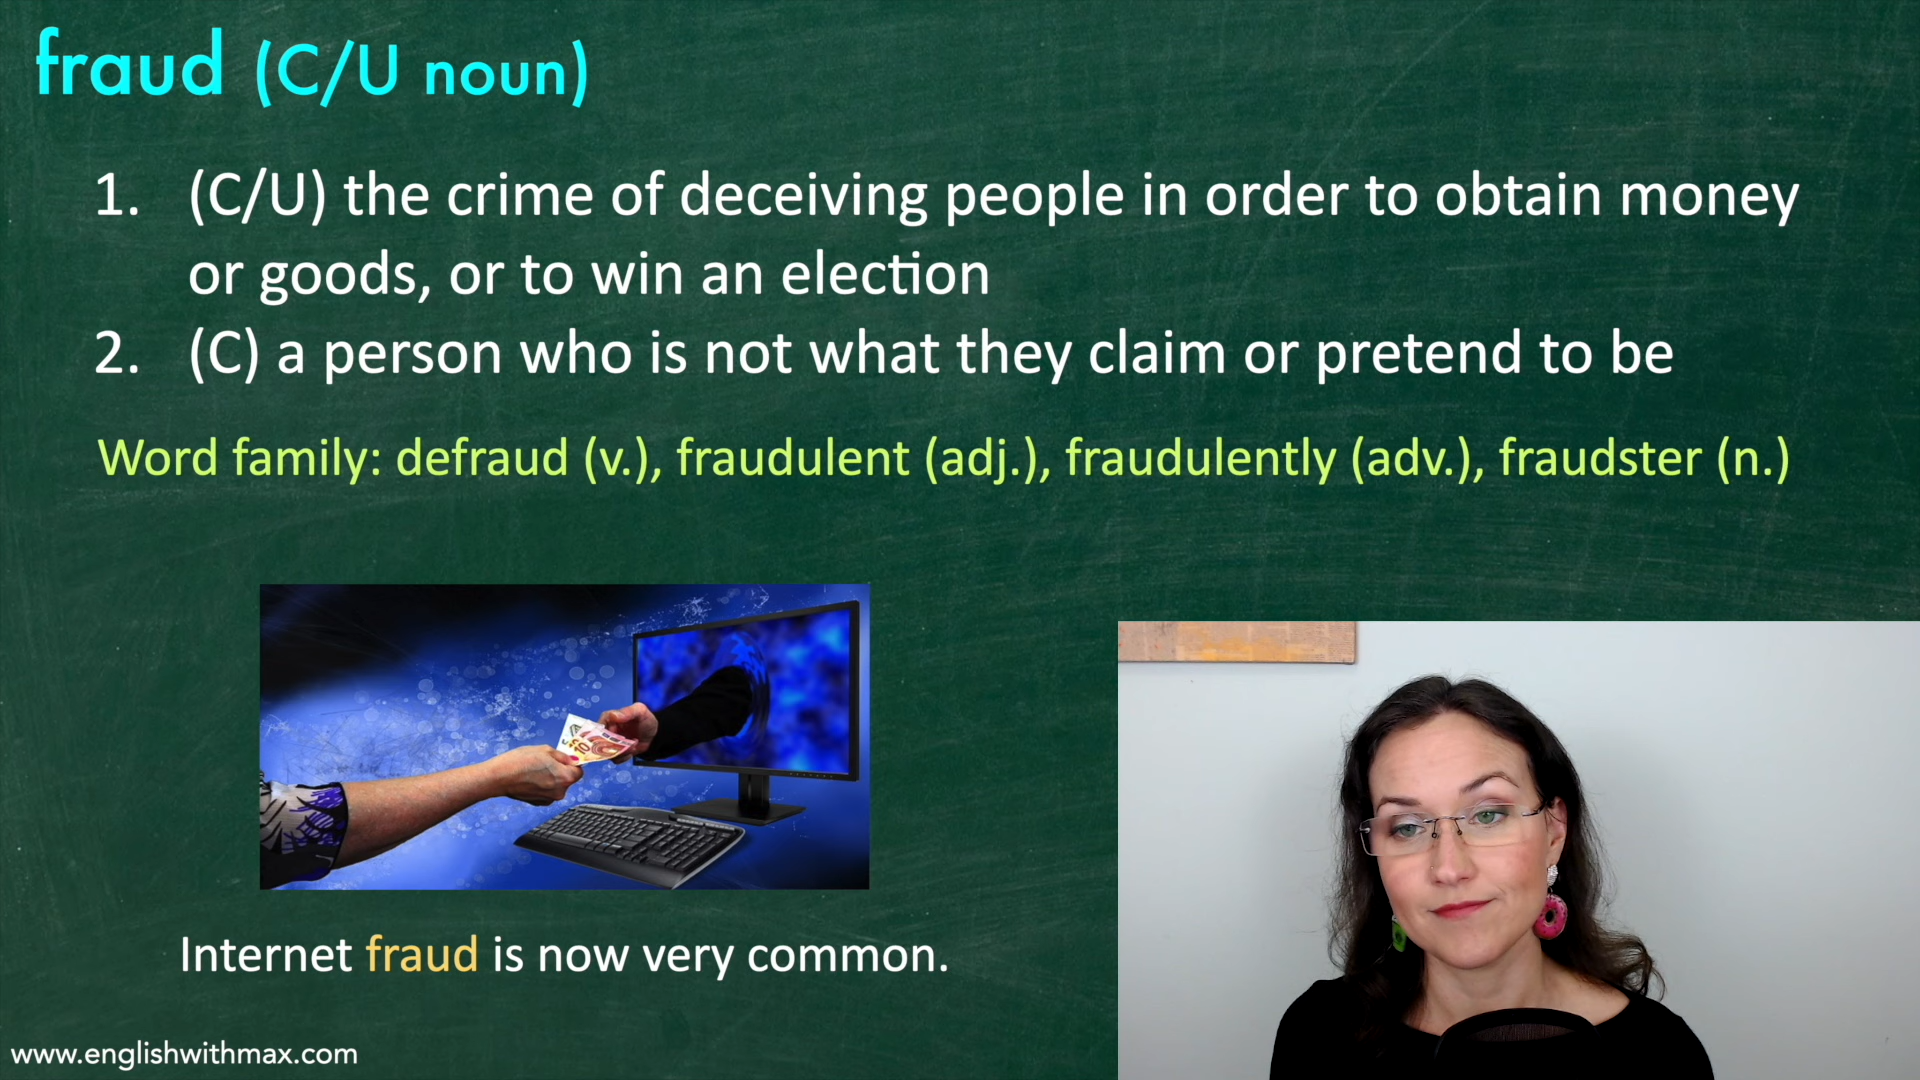 fraud (C/U noun)
1. (C/U) the crime of deceiving people in order to obtain money
or goods, or to win an election
2. (C) a person who is not what they claim or pretend to be
Word family: defraud (v.), fraudulent (adj.), fraudulently (adv.), fraudster (n.)
10
Internet fraud is now very common.
www.englishwithmax.com